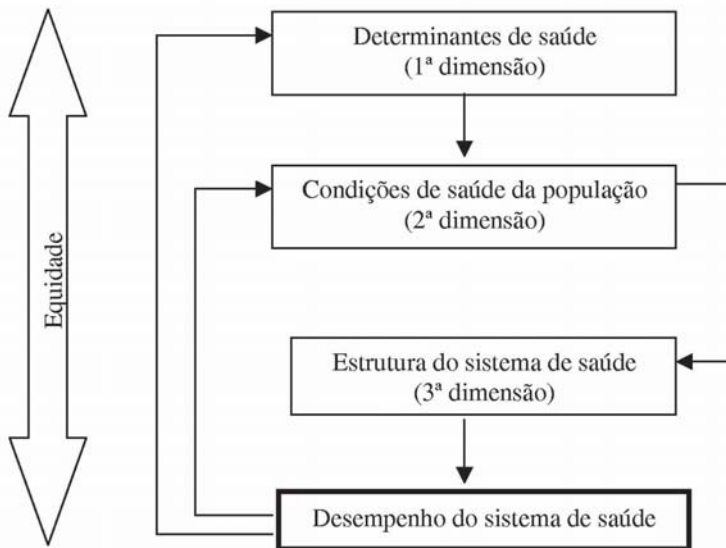 Equidade
Determinantes de saúde
(1ª dimensão)
Condições de saúde da população
(2ª dimensão)
Estrutura do sistema de saúde
(3ª dimensão)
Desempenho do sistema de saúde